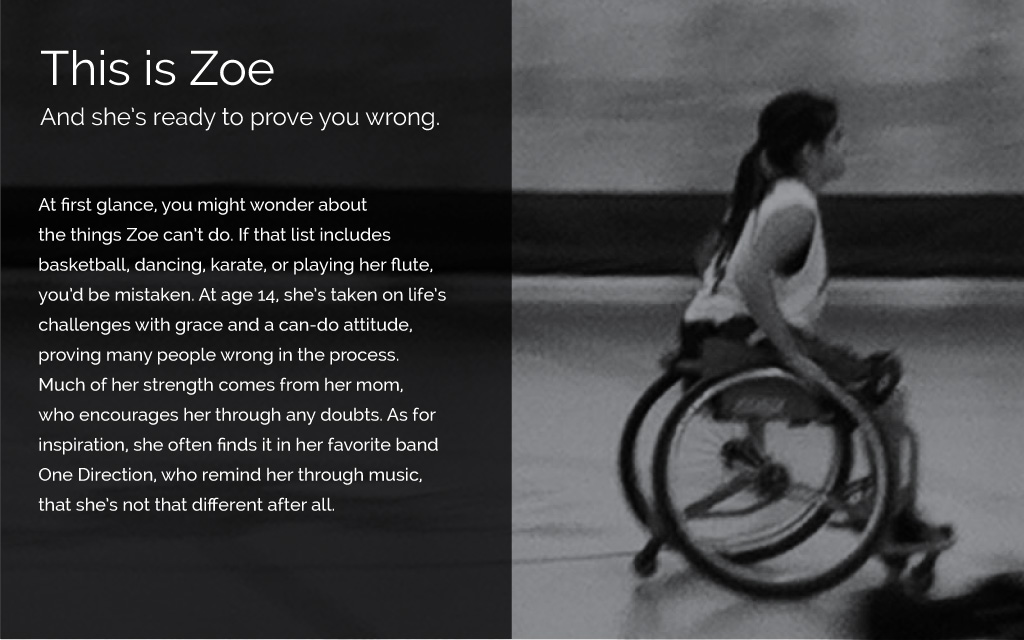 This is Zoe
And she's ready to prove you wrong.
At first glance, you might wonder about
the things Zoe can't do. If that list includes
basketball, dancing, karate, or playing her flute,
you'd be mistaken. At age 14, she's taken on life's
challenges with grace and a can-do attitude,
proving many people wrong in the process.
Much of her strength comes from her mom,
who encourages her through any doubts. As for
inspiration, she often finds it in her favorite band
One Direction, who remind her through music,
that she's not that different after all.